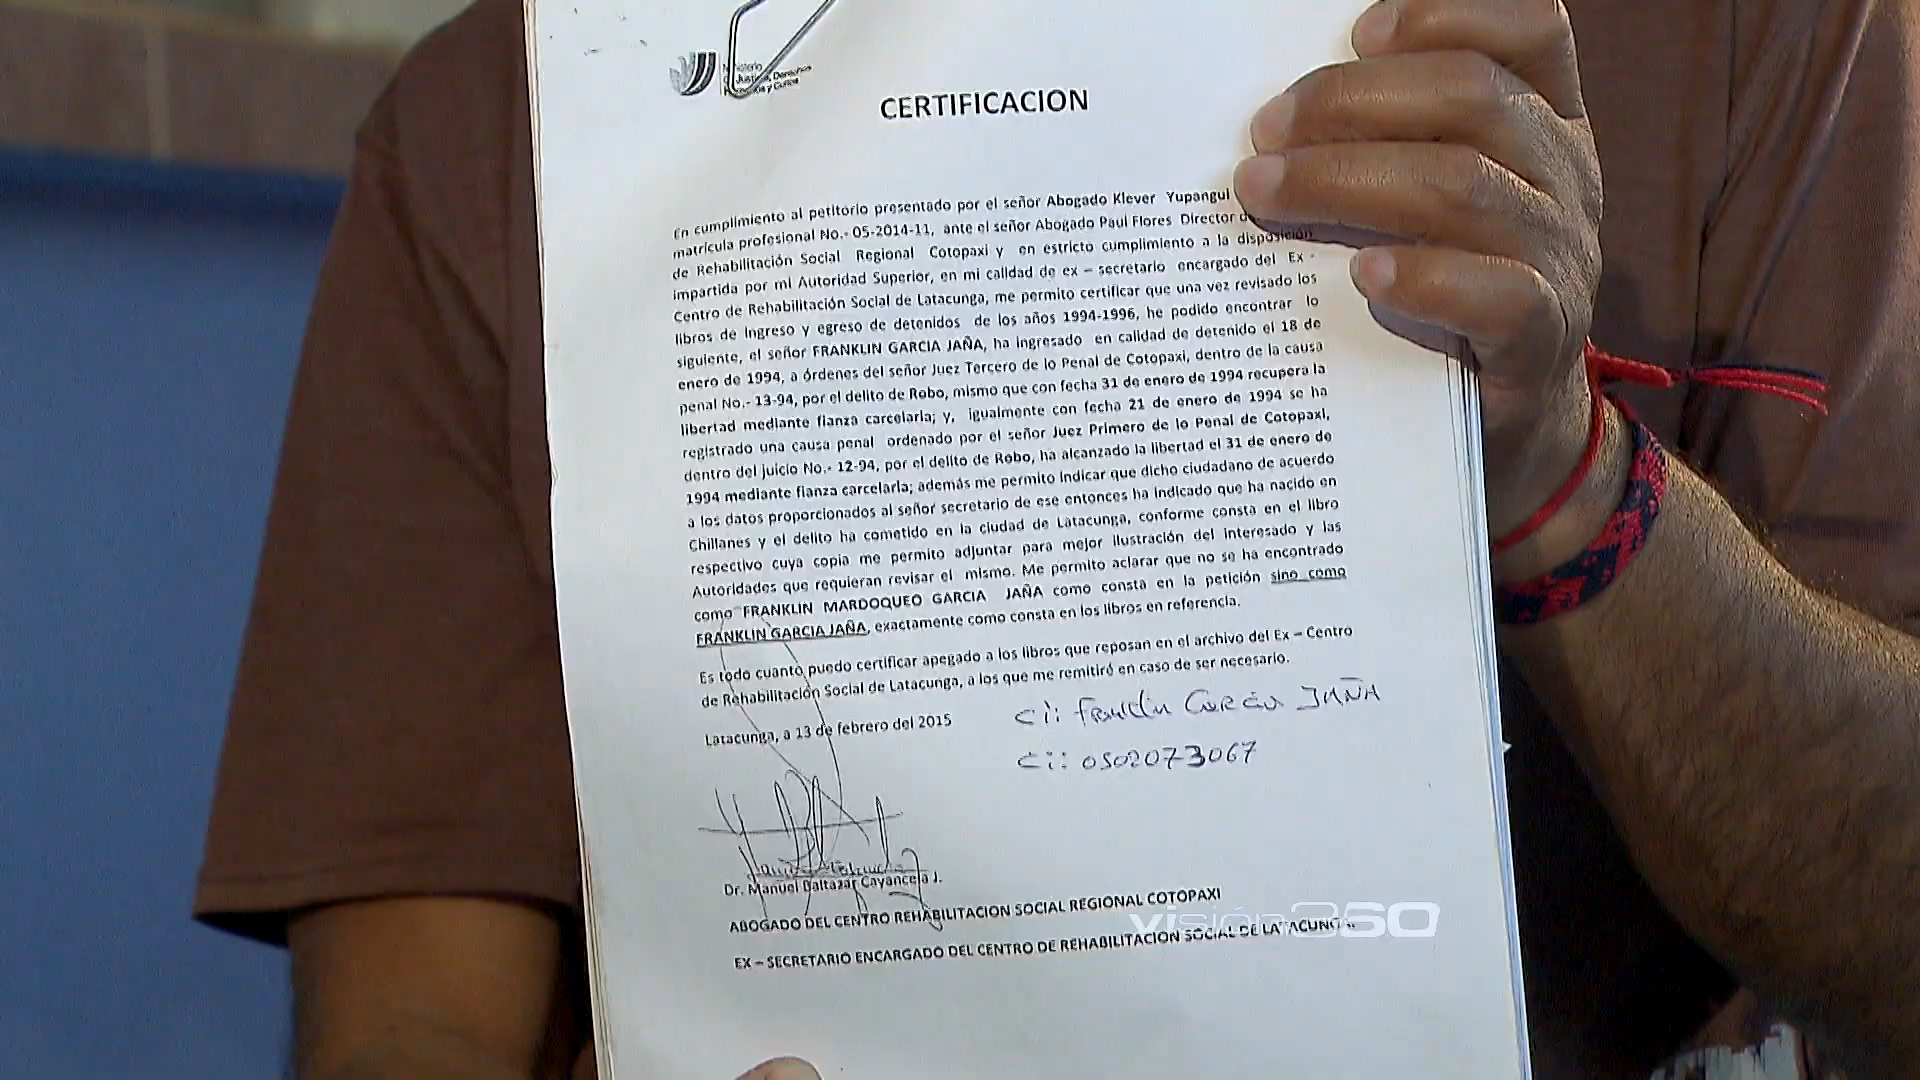 Ministerio
de Justicia, Derechos
Humanos y Cultos
CERTIFICACION
En cumplimiento al petitorio presentado por el señor Abogado Klever Yupangui
matrícula profesional No.- 05-2014-11, ante el señor Abogado Paul Flores Director
de Rehabilitación Social Regional Cotopaxi y en estricto cumplimiento a la disposición
impartida por mi Autoridad Superior, en mi calidad de ex – secretario encargado del Ex -
Centro de Rehabilitación Social de Latacunga, me permito certificar que una vez revisado los
libros de Ingreso y egreso de detenidos de los años 1994-1996, he podido encontrar lo
siguiente, el señor FRANKLIN GARCIA JAÑA, ha ingresado en calidad de detenido el 18 de
enero de 1994, a órdenes del señor Juez Tercero de lo Penal de Cotopaxi, dentro de la causa
penal No.- 13-94, por el delito de Robo, mismo que con fecha 31 de enero de 1994 recupera la
libertad mediante fianza carcelaria; y, igualmente con fecha 21 de enero de 1994 se ha
registrado una causa penal ordenado por el señor Juez Primero de lo Penal de Cotopaxi,
dentro del juicio No.- 12-94, por el delito de Robo, ha alcanzado la libertad el 31 de enero de
1994 mediante fianza carcelaria; además me permito indicar que dicho ciudadano de acuerdo
a los datos proporcionados al señor secretario de ese entonces ha indicado que ha nacido en
Chillanes y el delito ha cometido en la ciudad de Latacunga, conforme consta en el libro
respectivo cuya copia me permito adjuntar para mejor ilustración del interesado y las
Autoridades que requieran revisar el mismo. Me permito aclarar que no se ha encontrado
como FRANKLIN MARDOQUEO GARCIA JAÑA como consta en la petición sino como
FRANKLIN GARCIA JAÑA, exactamente como consta en los libros en referencia.
Es todo cuanto puedo certificar apegado a los libros que reposan en el archivo del Ex – Centro
de Rehabilitación Social de Latacunga, a los que me remitiré en caso de ser necesario.
Latacunga, a 13 de febrero del 2015
Ci: Franklin García JAÑA
Ci: 0502073067
Dr. Manuel Baltazar Cayancela J.
ABOGADO DEL CENTRO REHABILITACION SOCIAL REGIONAL COTOPAXI
EX – SECRETARIO ENCARGADO DEL CENTRO DE REHABILITACION SOCIAL DE LATACUNGA.
visión360